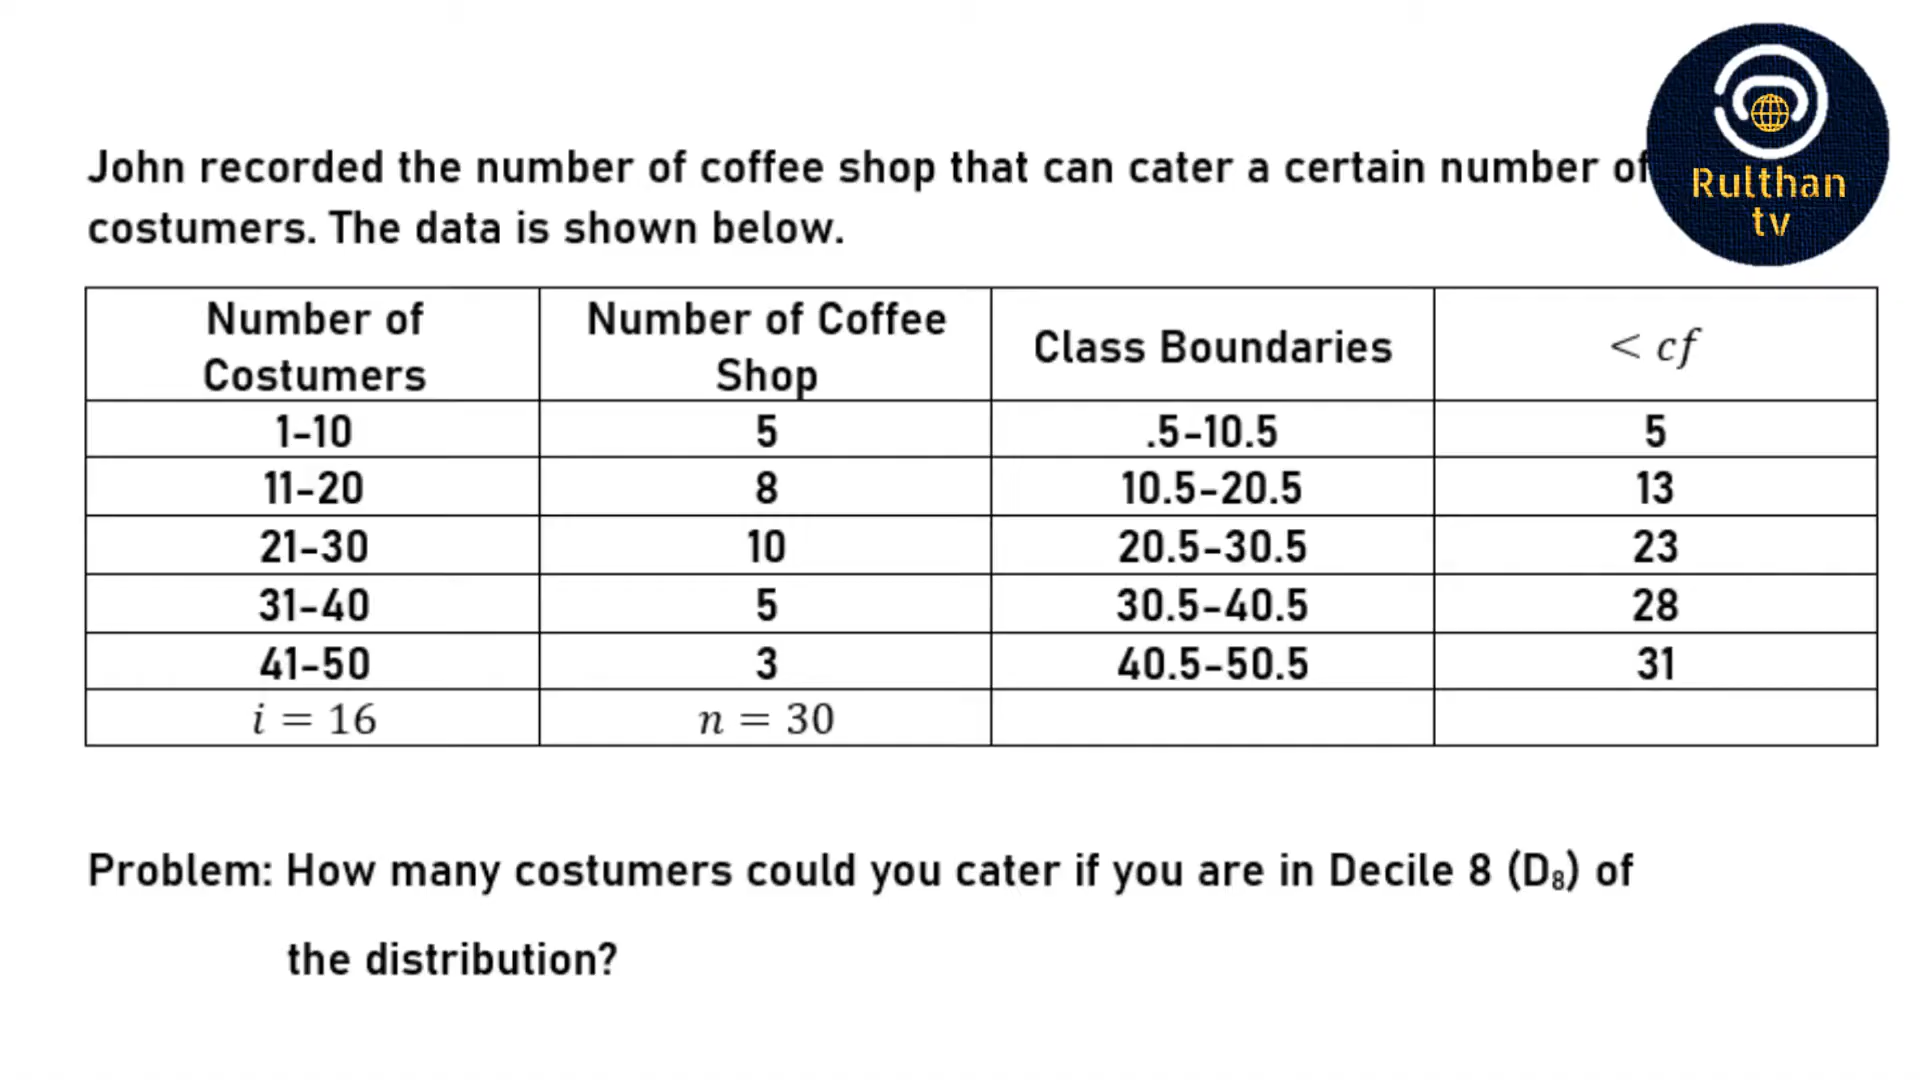 Rulthan
tv
John recorded the number of coffee shop that can cater a certain number of
costumers. The data is shown below.
Number of Costumers Number of Coffee Shop Class Boundaries < cf
1-10 5 .5-10.5 5
11-20 8 10.5-20.5 13
21-30 10 20.5-30.5 23
31-40 5 30.5-40.5 28
41-50 3 40.5-50.5 31
i = 16 n = 30
Problem: How many costumers could you cater if you are in Decile 8 (D₈) of
the distribution?